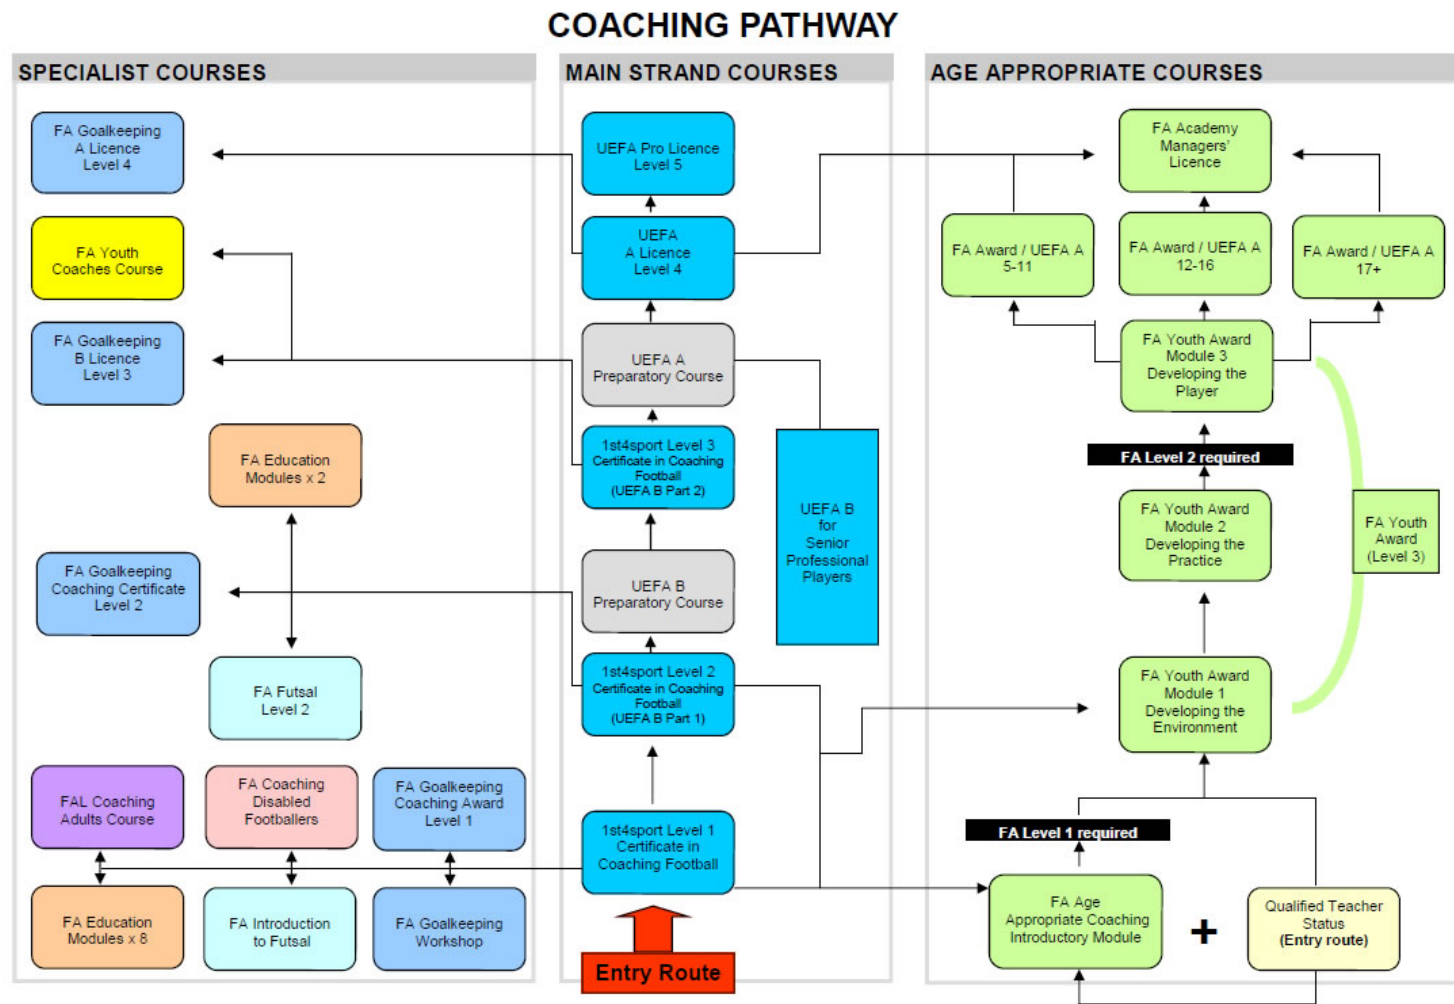 COACHING PATHWAY
SPECIALIST COURSES
FA Goalkeeping
A Licence
Level 4
FA Youth
Coaches Course
FA Goalkeeping
B Licence
Level 3
FA Education
Modules x 2
FA Goalkeeping
Coaching Certificate
Level 2
FA Futsal
Level 2
FAL Coaching
Adults Course
FA Coaching
Disabled
Footballers
FA Goalkeeping
Coaching Award
Level 1
FA Education
Modules x 8
FA Introduction
to Futsal
FA Goalkeeping
Workshop
MAIN STRAND COURSES
UEFA Pro Licence
Level 5
UEFA
A Licence
Level 4
UEFA A
Preparatory Course
1st4sport Level 3
Certificate in Coaching
Football
(UEFA B Part 2)
UEFA B
for
Senior
Professional
Players
UEFA B
Preparatory Course
1st4sport Level 2
Certificate in Coaching
Football
(UEFA B Part 1)
1st4sport Level 1
Certificate in
Coaching Football
Entry Route
AGE APPROPRIATE COURSES
FA Academy
Managers'
Licence
FA Award / UEFA A
5-11
FA Award / UEFA A
12-16
FA Award / UEFA A
17+
FA Youth Award
Module 3
Developing the
Player
FA Level 2 required
FA Youth Award
Module 2
Developing the
Practice
FA Youth
Award
(Level 3)
FA Youth Award
Module 1
Developing the
Environment
FA Level 1 required
FA Age
Appropriate Coaching
Introductory Module
+
Qualified Teacher
Status
(Entry route)